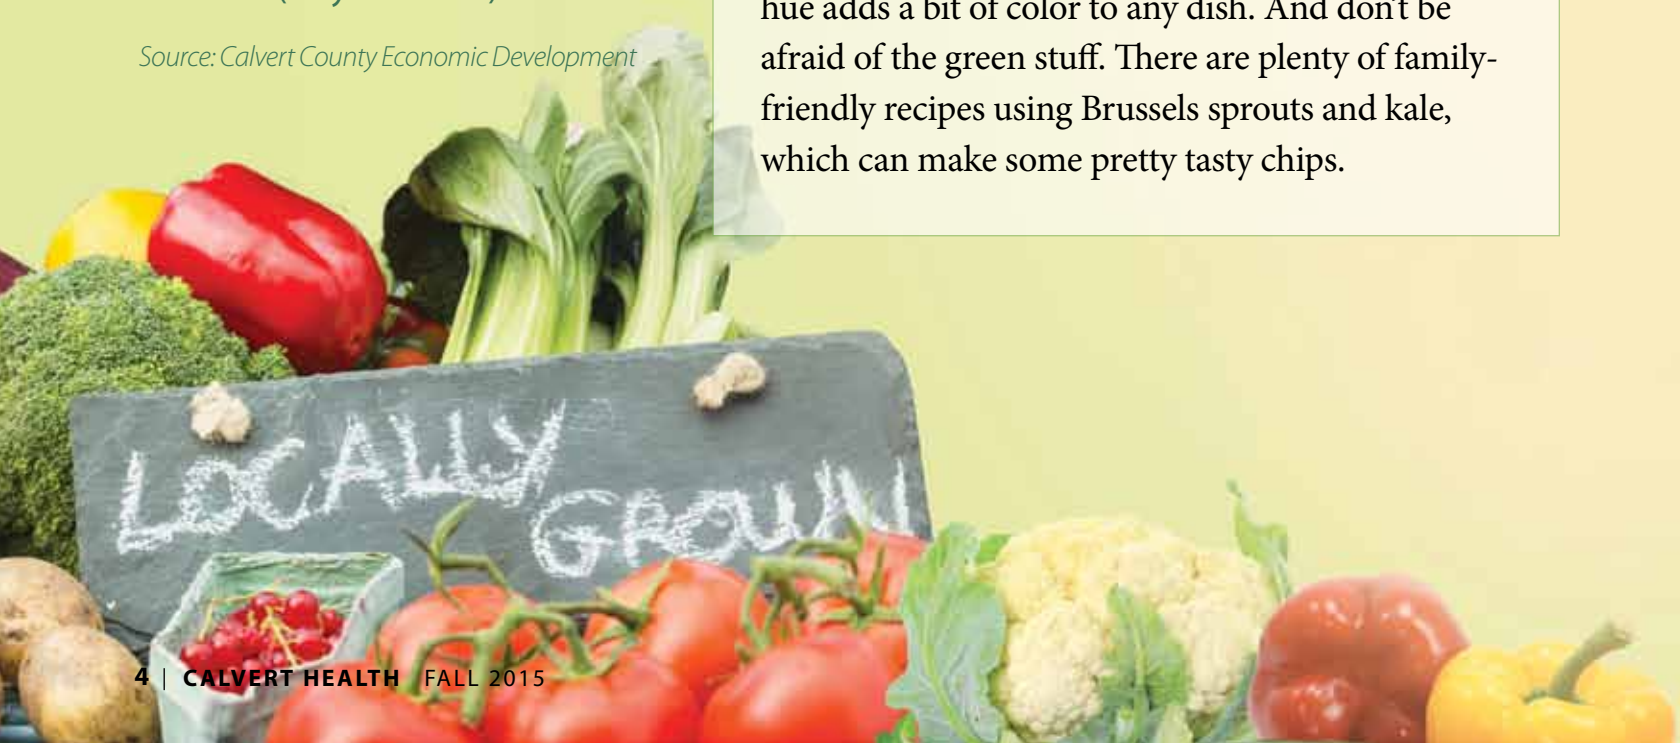 Source: Calvert County Economic Development
hue adds a bit of color to any dish. And don't be
afraid of the green stuff. There are plenty of family-
friendly recipes using Brussels sprouts and kale,
which can make some pretty tasty chips.
LOCALLY
GROWN
4 | CALVERT HEALTH FALL 2015